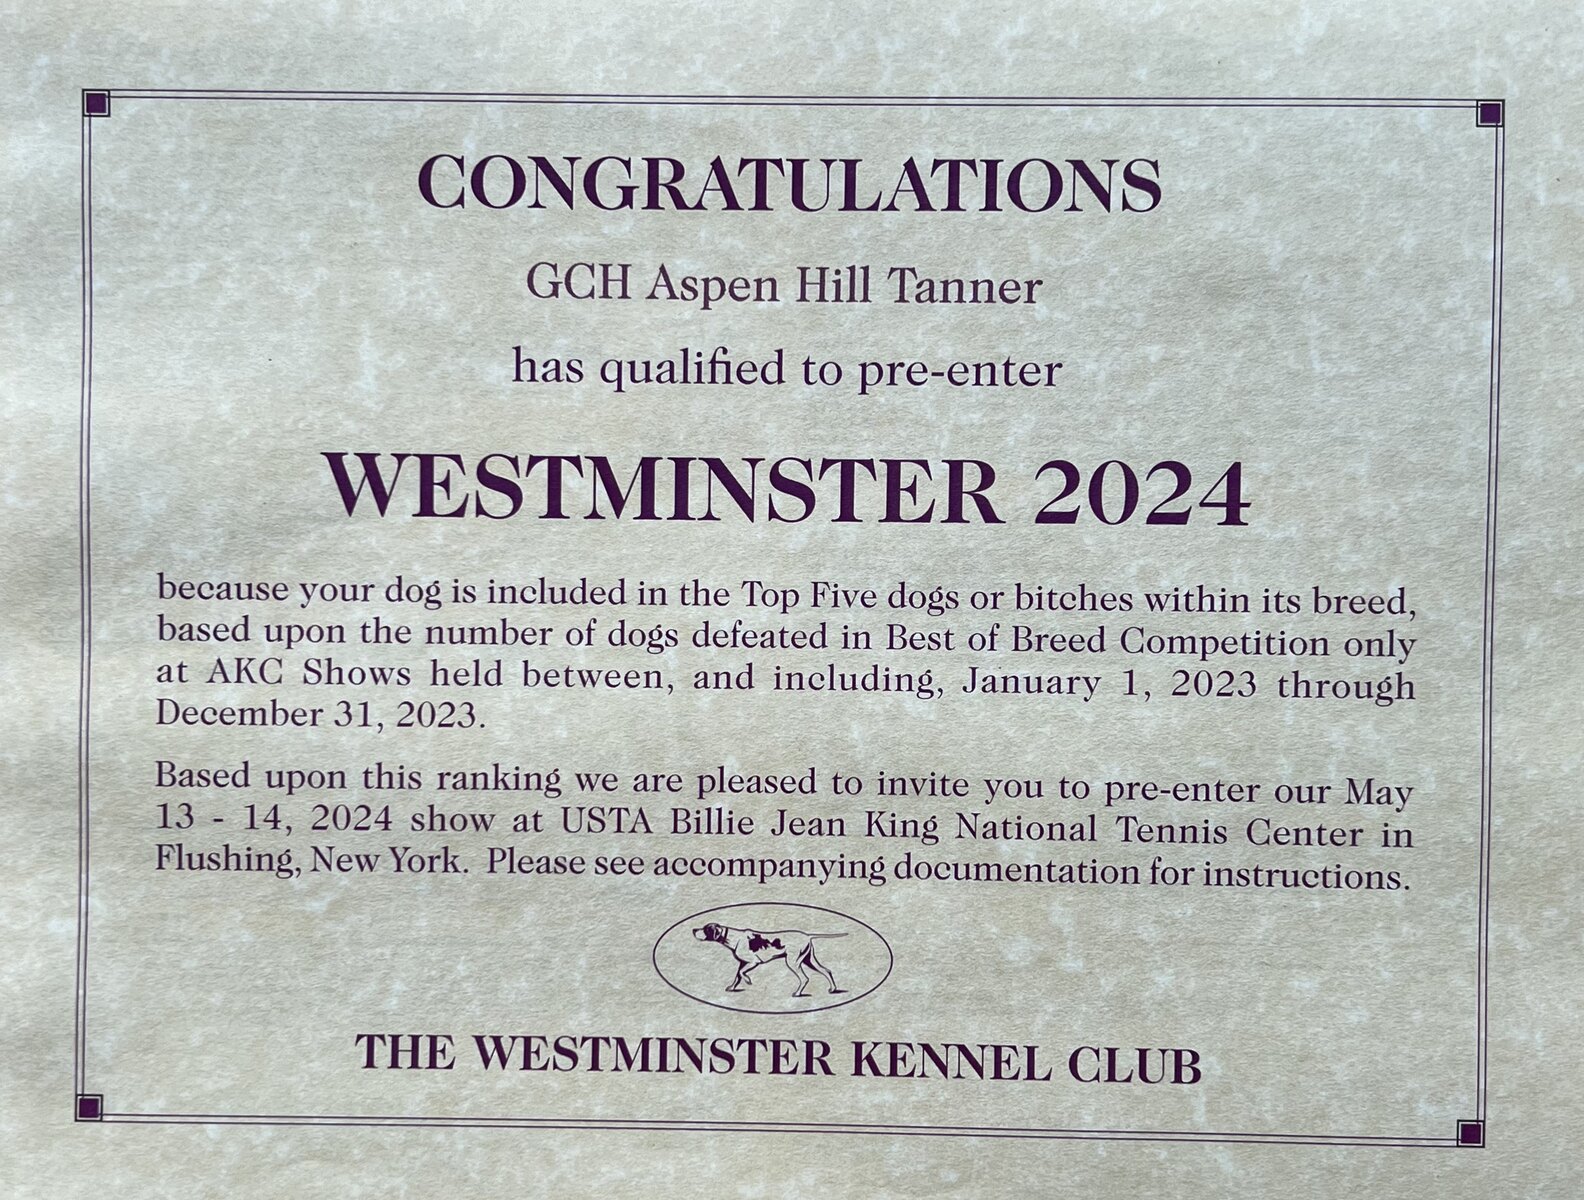 CONGRATULATIONS
GCH Aspen Hill Tanner
has qualified to pre-enter
WESTMINSTER 2024
because your dog is included in the Top Five dogs or bitches within its breed,
based upon the number of dogs defeated in Best of Breed Competition only
at AKC Shows held between, and including, January 1, 2023 through
December 31, 2023.
Based upon this ranking we are pleased to invite you to pre-enter our May
13 - 14, 2024 show at USTA Billie Jean King National Tennis Center in
Flushing, New York. Please see accompanying documentation for instructions.
THE WESTMINSTER KENNEL CLUB